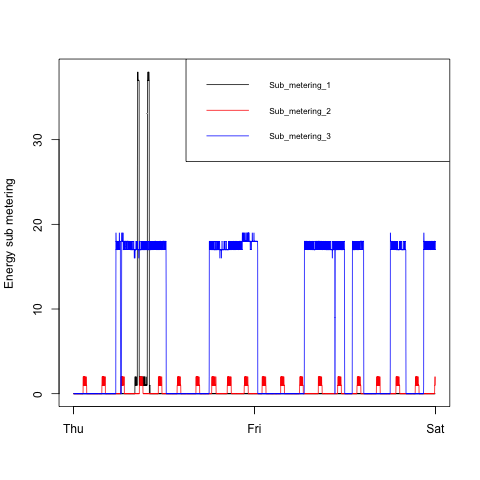 Sub_metering_1
Sub_metering_2
Sub_metering_3
Energy sub metering
30
20
10
0
Thu Fri Sat